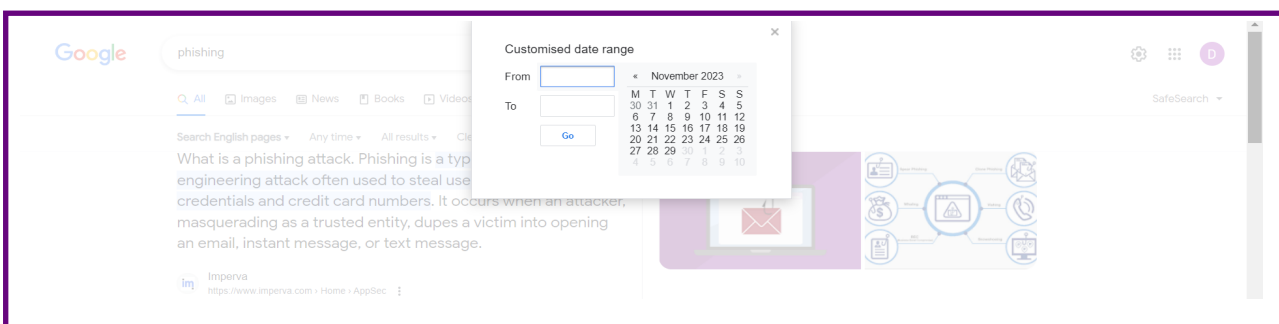 Google
phishing
D
All Images News Books Videos
SafeSearch
Search English pages Any time All results
What is a phishing attack. Phishing is a typ
engineering attack often used to steal use
credentials and credit card numbers. It occurs when an attacker,
masquerading as a trusted entity, dupes a victim into opening
an email, instant message, or text message.
im
Imperva
https://www.imperva.com › Home › AppSec
×
Customised date range
From
To
Go
« November 2023 »
M T W T F S S
30 31 1 2 3 4 5
6 7 8 9 10 11 12
13 14 15 16 17 18 19
20 21 22 23 24 25 26
27 28 29 30 1 2 3
4 5 6 7 8 9 10